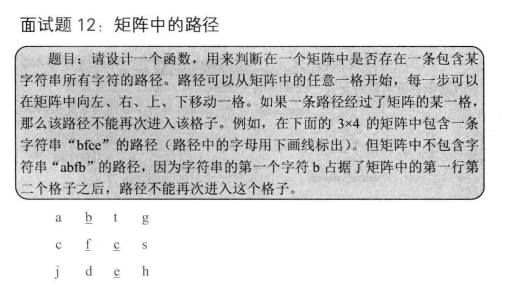 面试题 12：矩阵中的路径
题目：请设计一个函数，用来判断在一个矩阵中是否存在一条包含某
字符串所有字符的路径。路径可以从矩阵中的任意一格开始，每一步可以
在矩阵中向左、右、上、下移动一格。如果一条路径经过了矩阵的某一格，
那么该路径不能再次进入该格子。例如，在下面的 3×4 的矩阵中包含一条
字符串“bfce”的路径（路径中的字母用下画线标出）。但矩阵中不包含字
符串“abfb”的路径，因为字符串的第一个字符 b 占据了矩阵中的第一行第
二个格子之后，路径不能再次进入这个格子。
a b t g
c f c s
j d e h